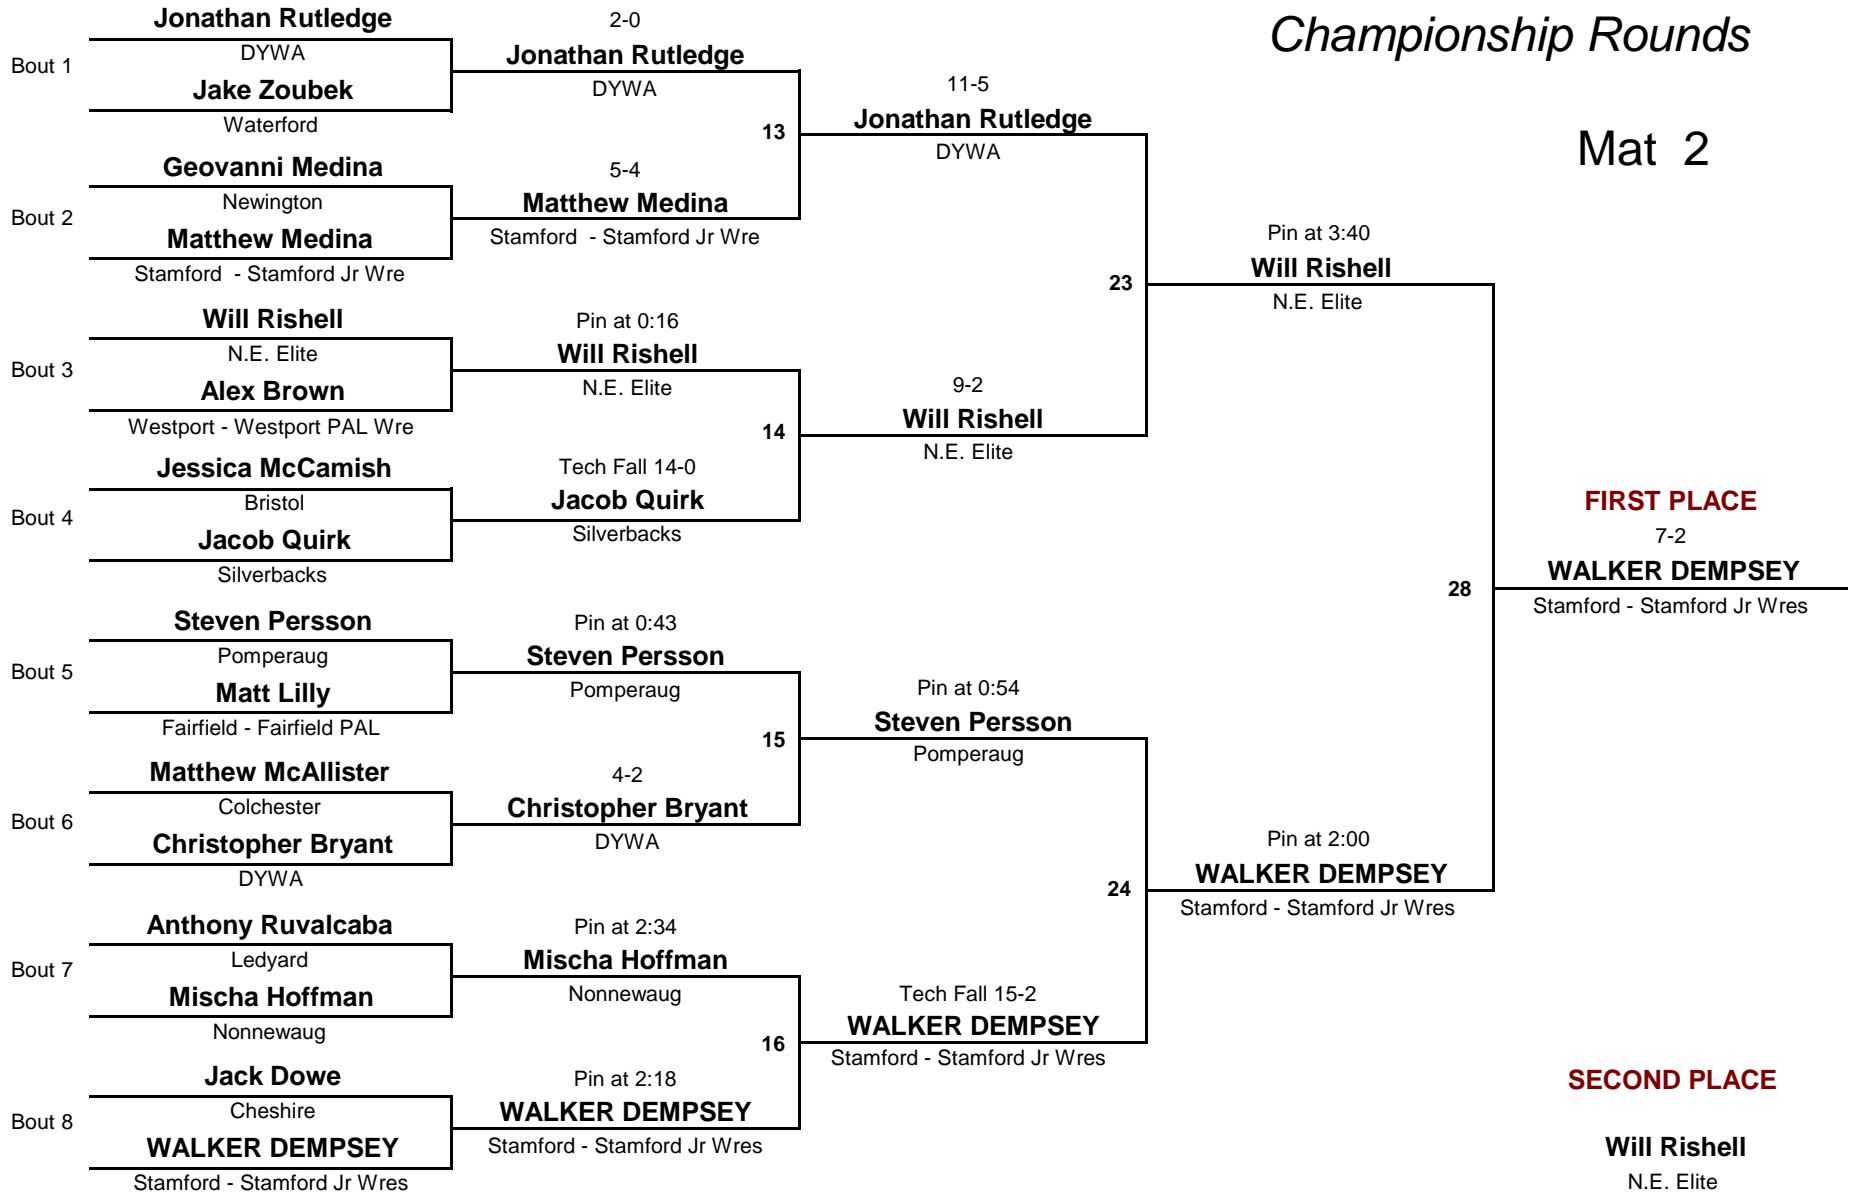 Championship Rounds
Mat 2
Bout 1
Jonathan Rutledge
DYWA
Jake Zoubek
Waterford
Bout 2
Geovanni Medina
Newington
Matthew Medina
Stamford - Stamford Jr Wre
Bout 3
Will Rishell
N.E. Elite
Alex Brown
Westport - Westport PAL Wre
Bout 4
Jessica McCamish
Bristol
Jacob Quirk
Silverbacks
Bout 5
Steven Persson
Pomperaug
Matt Lilly
Fairfield - Fairfield PAL
Bout 6
Matthew McAllister
Colchester
Christopher Bryant
DYWA
Bout 7
Anthony Ruvalcaba
Ledyard
Mischa Hoffman
Nonnewaug
Bout 8
Jack Dowe
Cheshire
WALKER DEMPSEY
Stamford - Stamford Jr Wres
2-0
Jonathan Rutledge
DYWA
13
5-4
Matthew Medina
Stamford - Stamford Jr Wre
Pin at 0:16
Will Rishell
N.E. Elite
14
Tech Fall 14-0
Jacob Quirk
Silverbacks
Pin at 0:43
Steven Persson
Pomperaug
15
4-2
Christopher Bryant
DYWA
Pin at 2:34
Mischa Hoffman
Nonnewaug
16
Pin at 2:18
WALKER DEMPSEY
Stamford - Stamford Jr Wres
11-5
Jonathan Rutledge
DYWA
23
9-2
Will Rishell
N.E. Elite
Pin at 0:54
Steven Persson
Pomperaug
24
Tech Fall 15-2
WALKER DEMPSEY
Stamford - Stamford Jr Wres
Pin at 3:40
Will Rishell
N.E. Elite
28
Pin at 2:00
WALKER DEMPSEY
Stamford - Stamford Jr Wres
FIRST PLACE
7-2
WALKER DEMPSEY
Stamford - Stamford Jr Wres
SECOND PLACE
Will Rishell
N.E. Elite